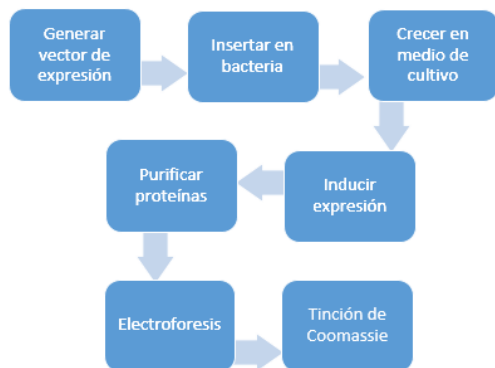 Generar
vector de
expresión
Insertar en
bacteria
Crecer en
medio de
cultivo
Inducir
expresión
Purificar
proteínas
Electroforesis
Tinción de
Coomassie